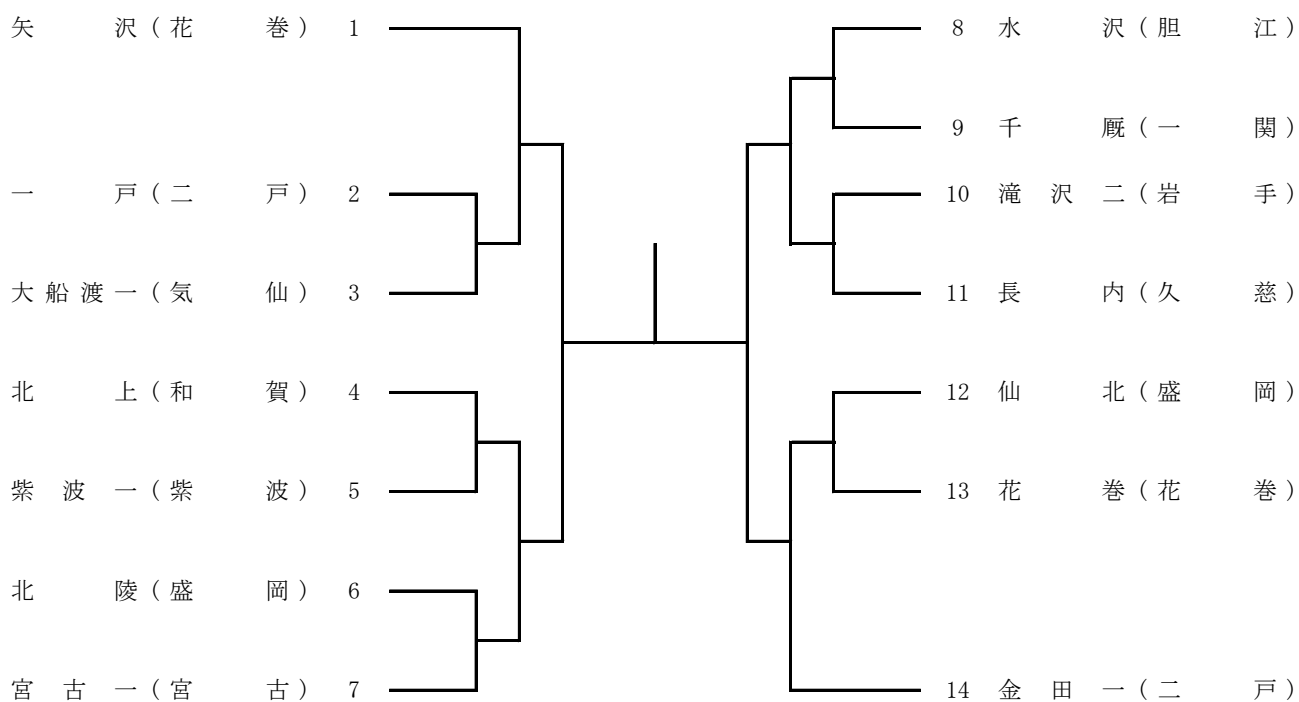 矢沢(花巻) 1
一戸(二戸) 2
大船渡一(気仙) 3
北上(和賀) 4
紫波一(紫波) 5
北陵(盛岡) 6
宮古一(宮古) 7
8 水沢(胆江)
9 千厩(一関)
10 滝沢二(岩手)
11 長内(久慈)
12 仙北(盛岡)
13 花巻(花巻)
14 金田一(二戸)